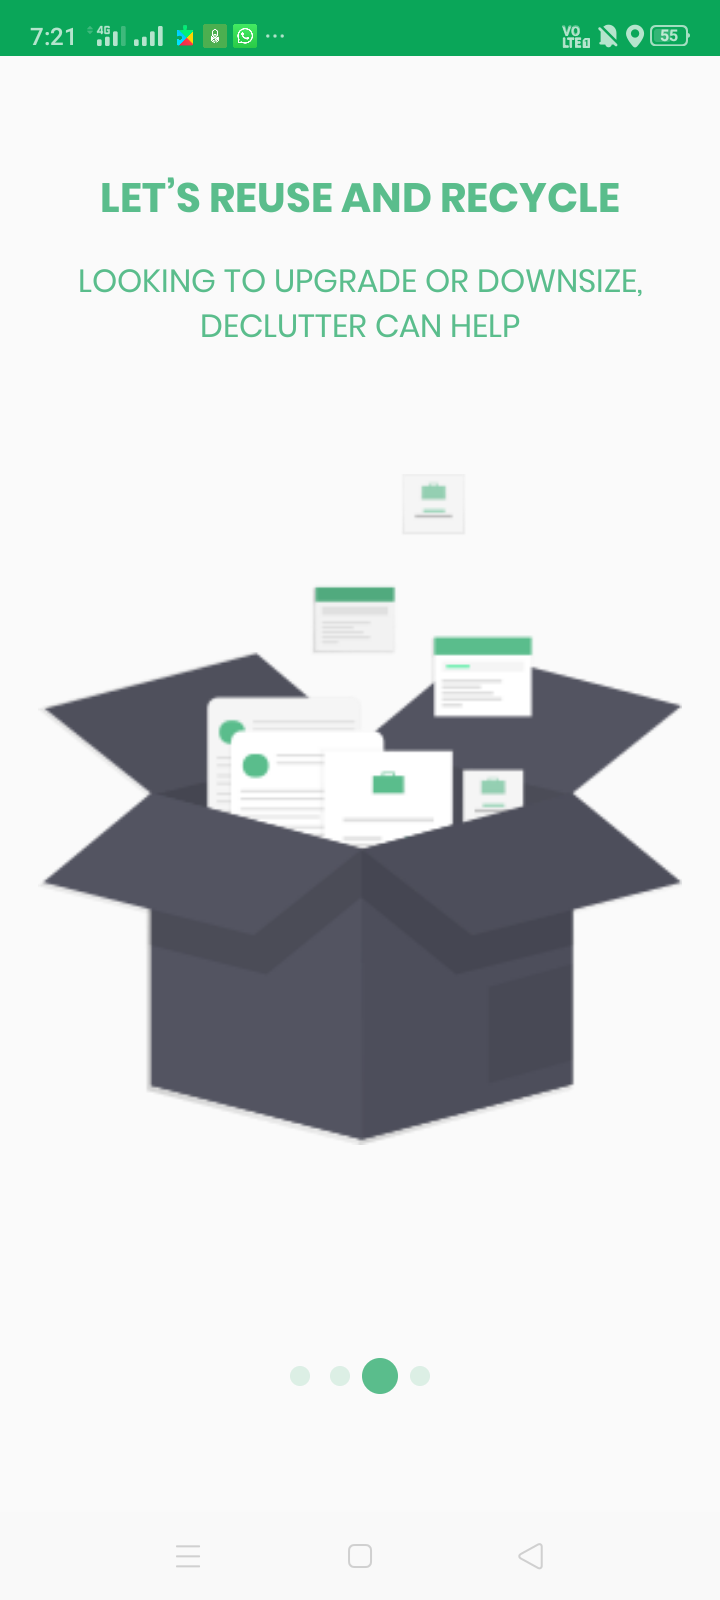 7:21 4G VO LTE 55
LET'S REUSE AND RECYCLE
LOOKING TO UPGRADE OR DOWNSIZE,
DECLUTTER CAN HELP